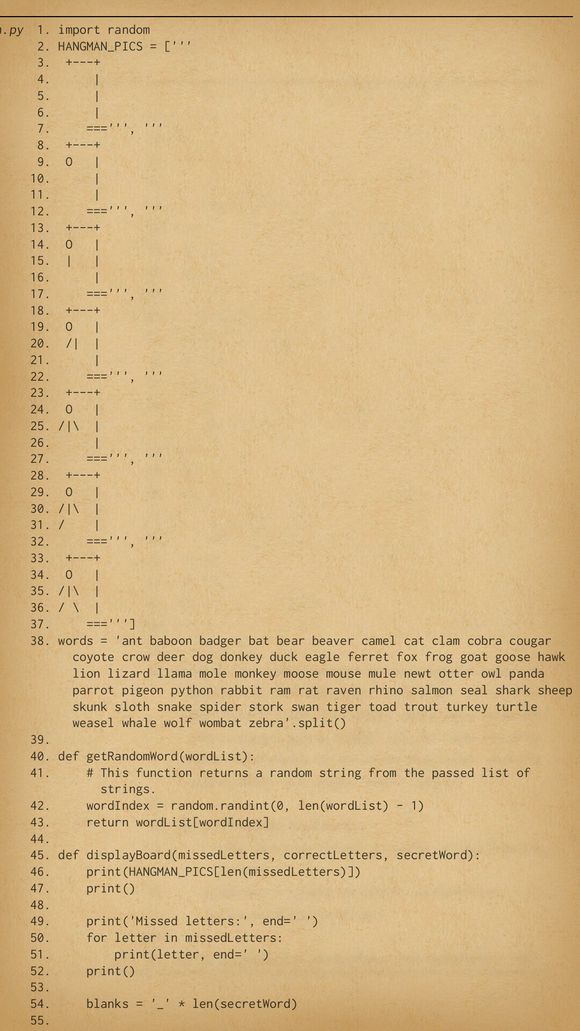 n.py 1. import random
2. HANGMAN_PICS = ['''
3.  +---+
4.      |
5.      |
6.      |
7.     ===''', '''
8.  +---+
9.  O   |
10.      |
11.      |
12.     ===''', '''
13.  +---+
14.  O   |
15.  |   |
16.      |
17.     ===''', '''
18.  +---+
19.  O   |
20.  /|  |
21.      |
22.     ===''', '''
23.  +---+
24.  O   |
25. /|\  |
26.      |
27.     ===''', '''
28.  +---+
29.  O   |
30. /|\  |
31. /    |
32.     ===''', '''
33.  +---+
34.  O   |
35. /|\  |
36. / \  |
37.     ===''']
38. words = 'ant baboon badger bat bear beaver camel cat clam cobra cougar
coyote crow deer dog donkey duck eagle ferret fox frog goat goose hawk
lion lizard llama mole monkey moose mouse mule newt otter owl panda
parrot pigeon python rabbit ram rat raven rhino salmon seal shark sheep
skunk sloth snake spider stork swan tiger toad trout turkey turtle
weasel whale wolf wombat zebra'.split()
39.
40. def getRandomWord(wordList):
41.     # This function returns a random string from the passed list of
strings.
42.     wordIndex = random.randint(0, len(wordList) - 1)
43.     return wordList[wordIndex]
44.
45. def displayBoard(missedLetters, correctLetters, secretWord):
46.     print(HANGMAN_PICS[len(missedLetters)])
47.     print()
48.
49.     print('Missed letters:', end=' ')
50.     for letter in missedLetters:
51.         print(letter, end=' ')
52.     print()
53.
54.     blanks = '_' * len(secretWord)
55.